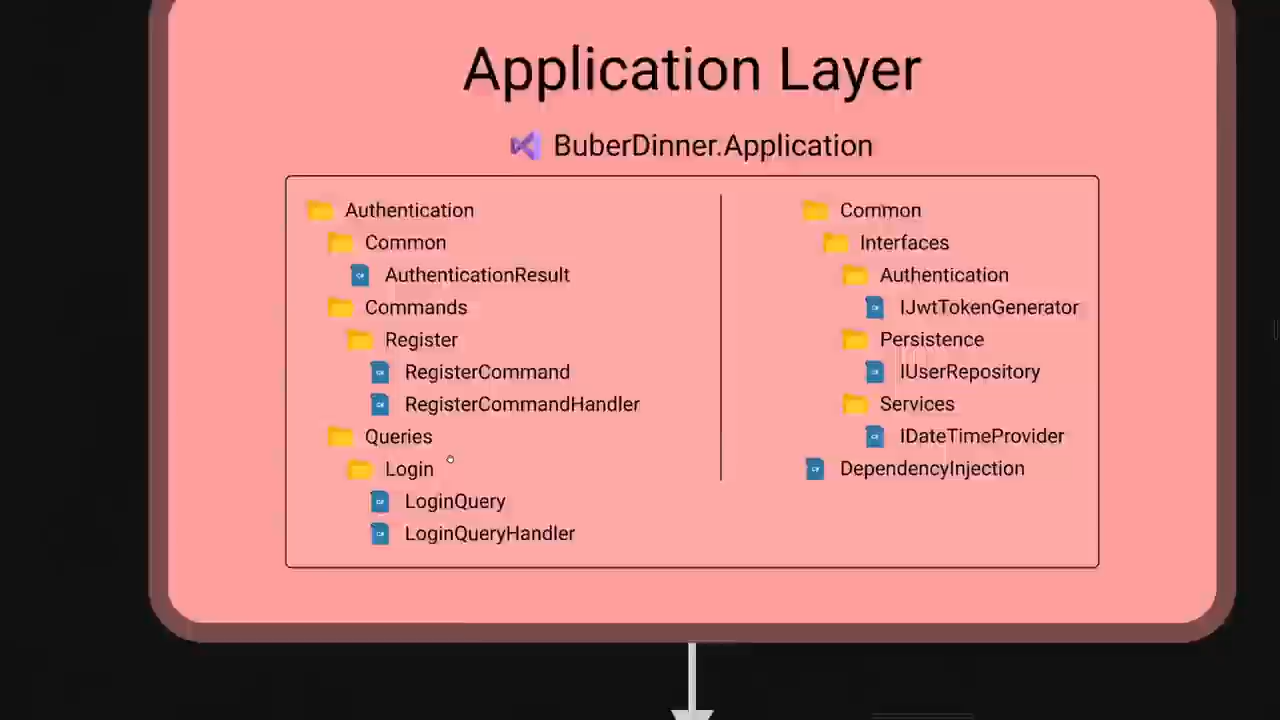 Application Layer
BuberDinner.Application
Authentication
Common
AuthenticationResult
Commands
Register
RegisterCommand
RegisterCommandHandler
Queries
Login
LoginQuery
LoginQueryHandler
Common
Interfaces
Authentication
IJwtTokenGenerator
Persistence
IUserRepository
Services
IDateTimeProvider
DependencyInjection